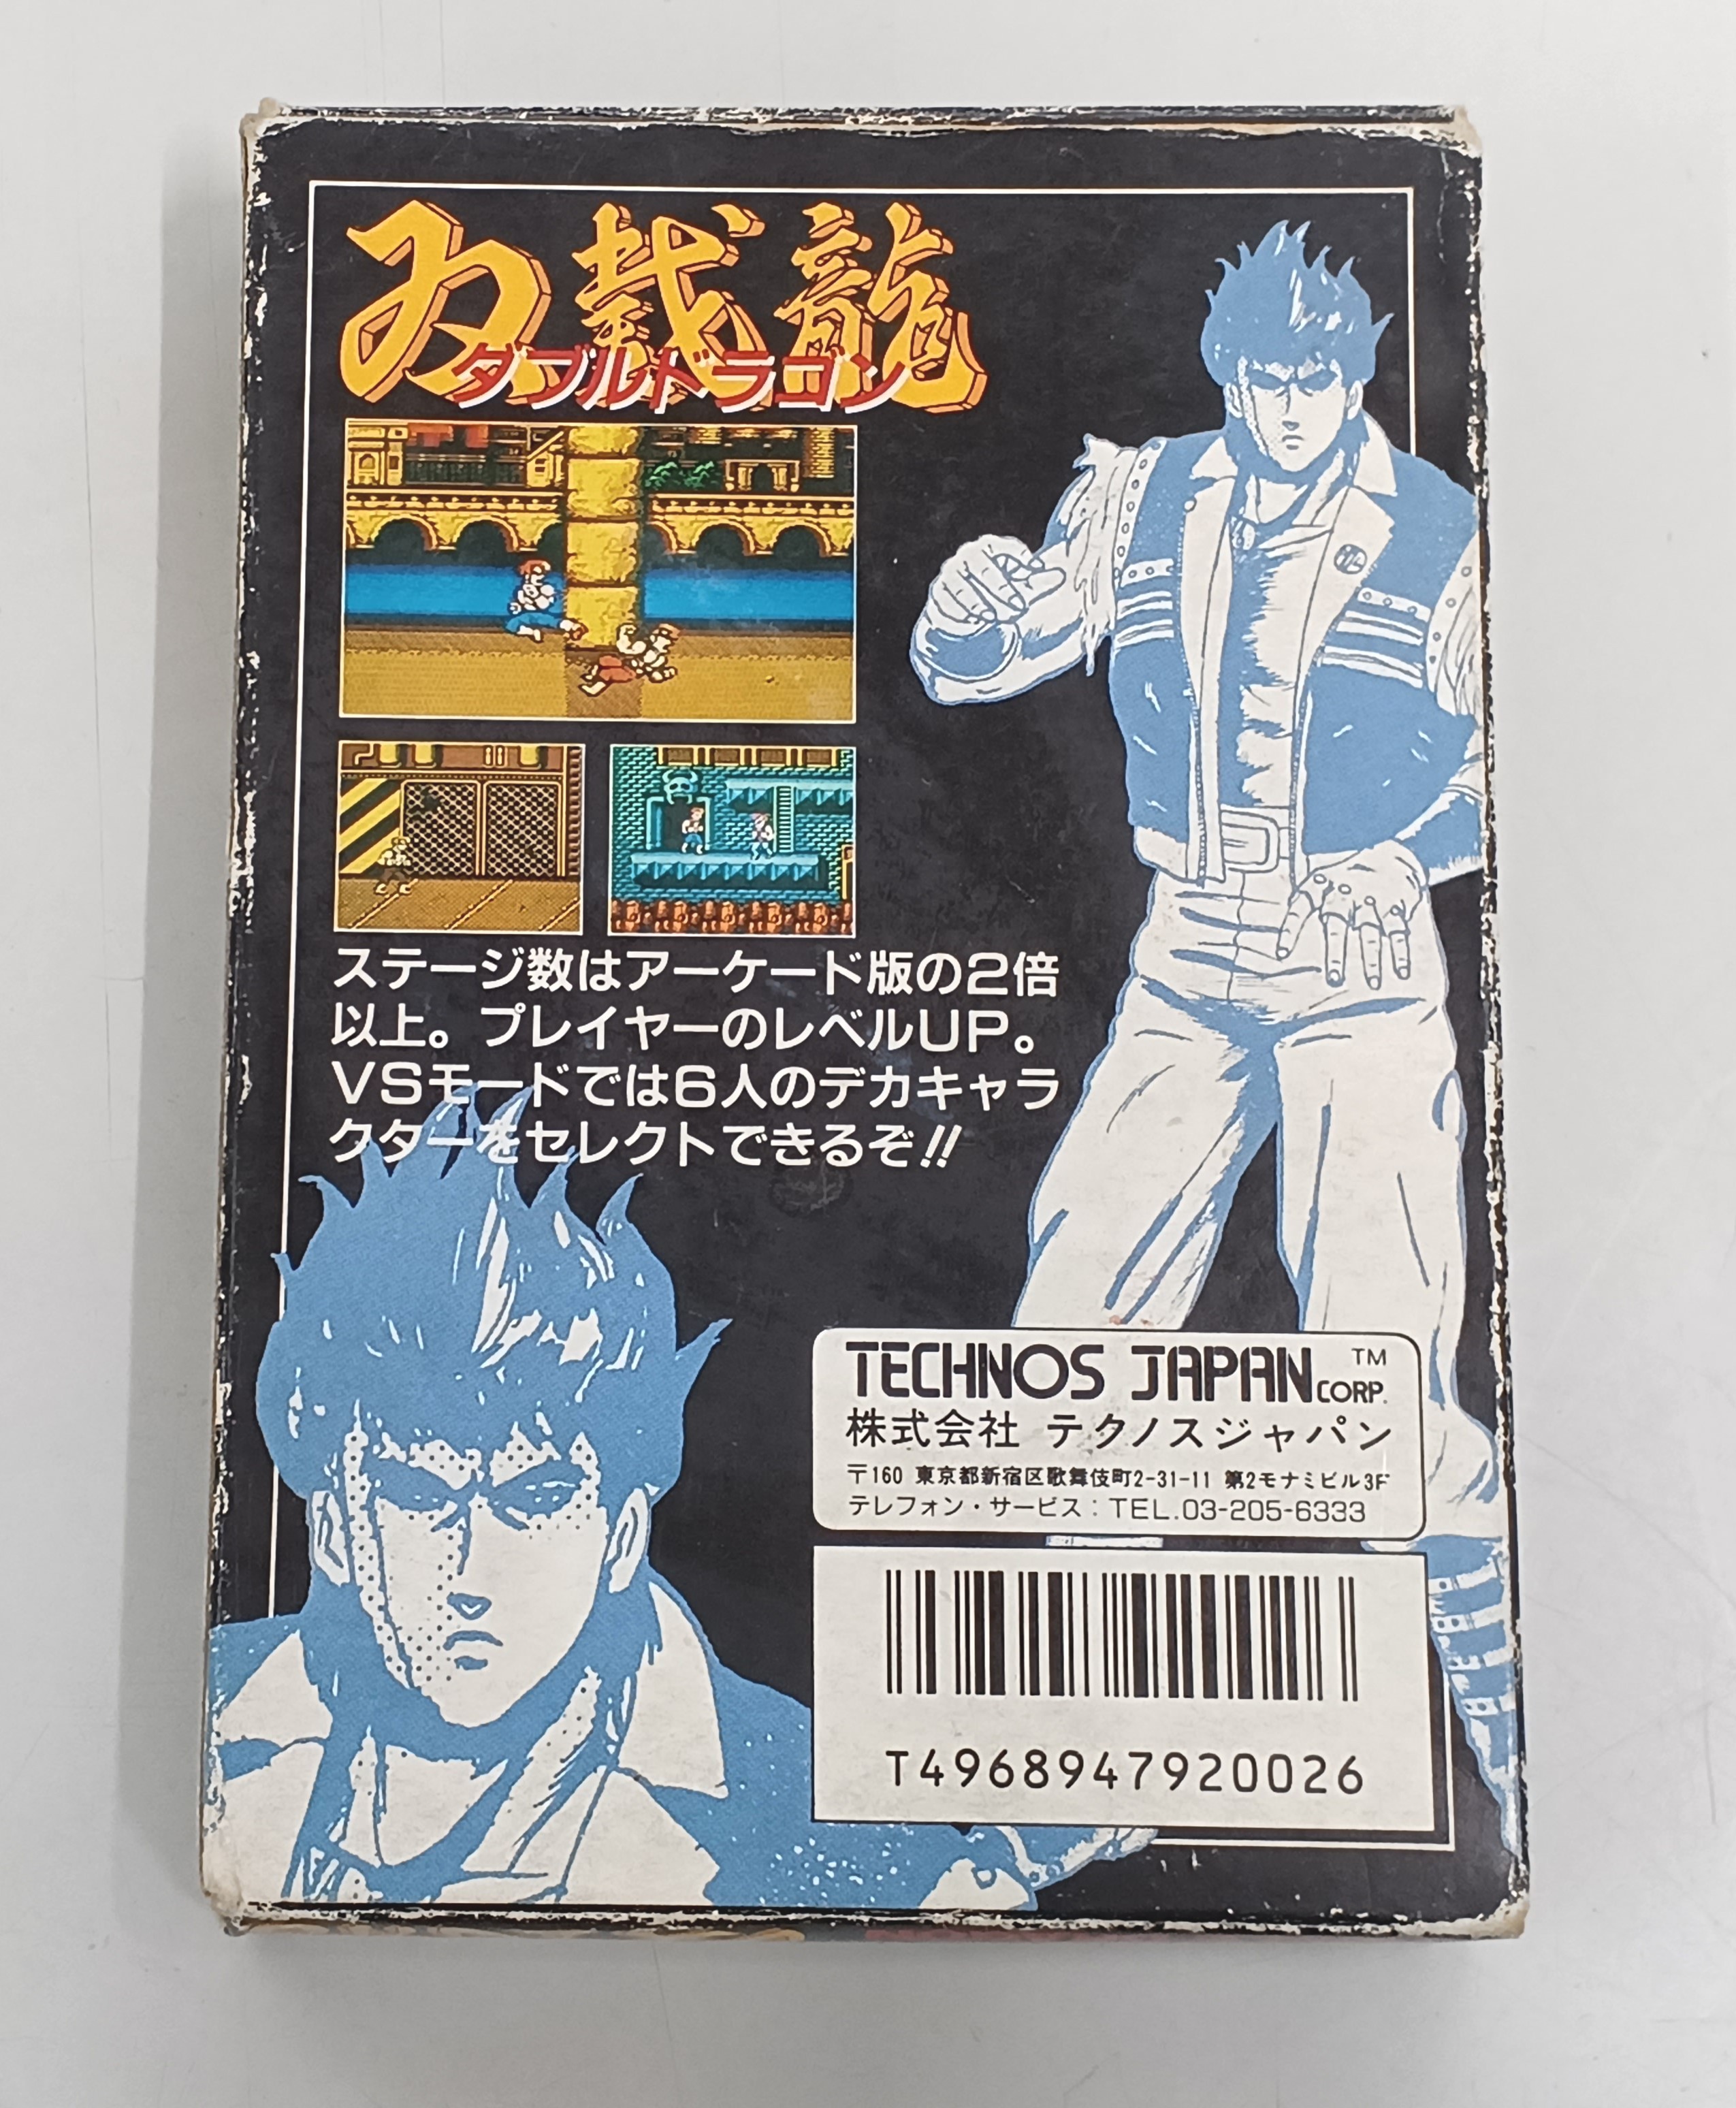 双截龍
ダブルドラゴン
ステージ数はアーケード版の2倍
以上。プレイヤーのレベルUP。
VSモードでは6人のデカキャラ
クターをセレクトできるぞ!!
TECHNOS JAPAN CORP. TM
株式会社 テクノスジャパン
〒160 東京都新宿区歌舞伎町2-31-11 第2モナミビル3F
テレフォン・サービス：TEL.03-205-6333
T4968947920026